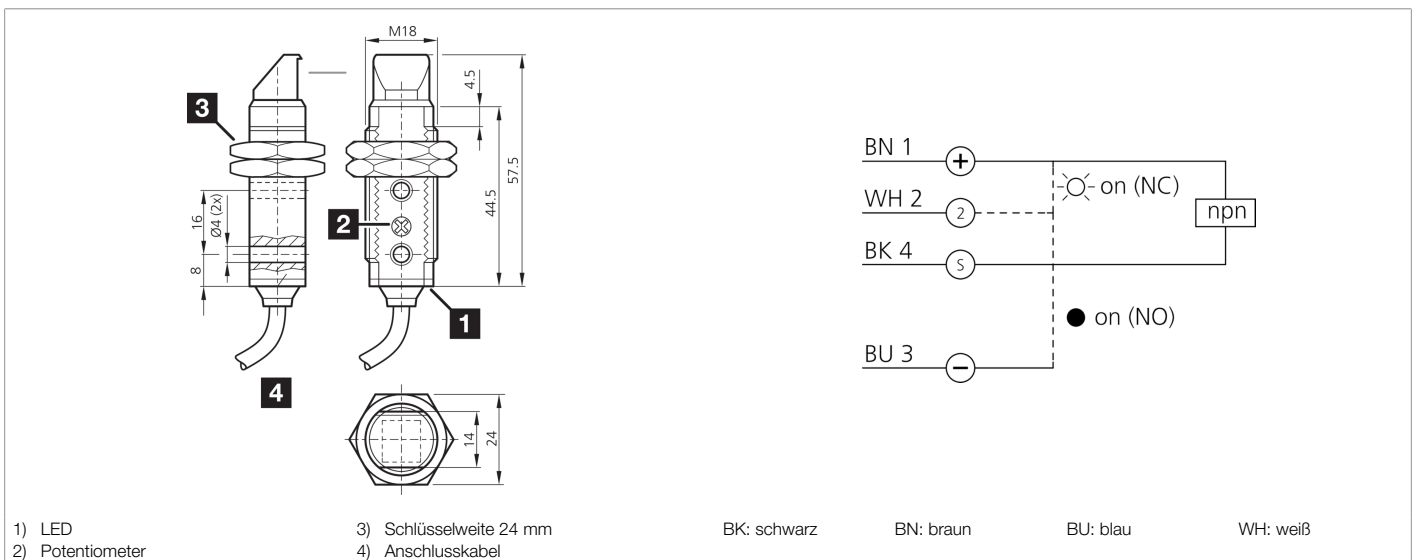 M18
4.5
3
57.5
44.5
16
Ø4 (2x)
8
2
1
4
14
24
BN 1
+
on (NC)
WH 2
2
npn
BK 4
S
on (NO)
BU 3
−
1) LED
2) Potentiometer
3) Schlüsselweite 24 mm
4) Anschlusskabel
BK: schwarz
BN: braun
BU: blau
WH: weiß